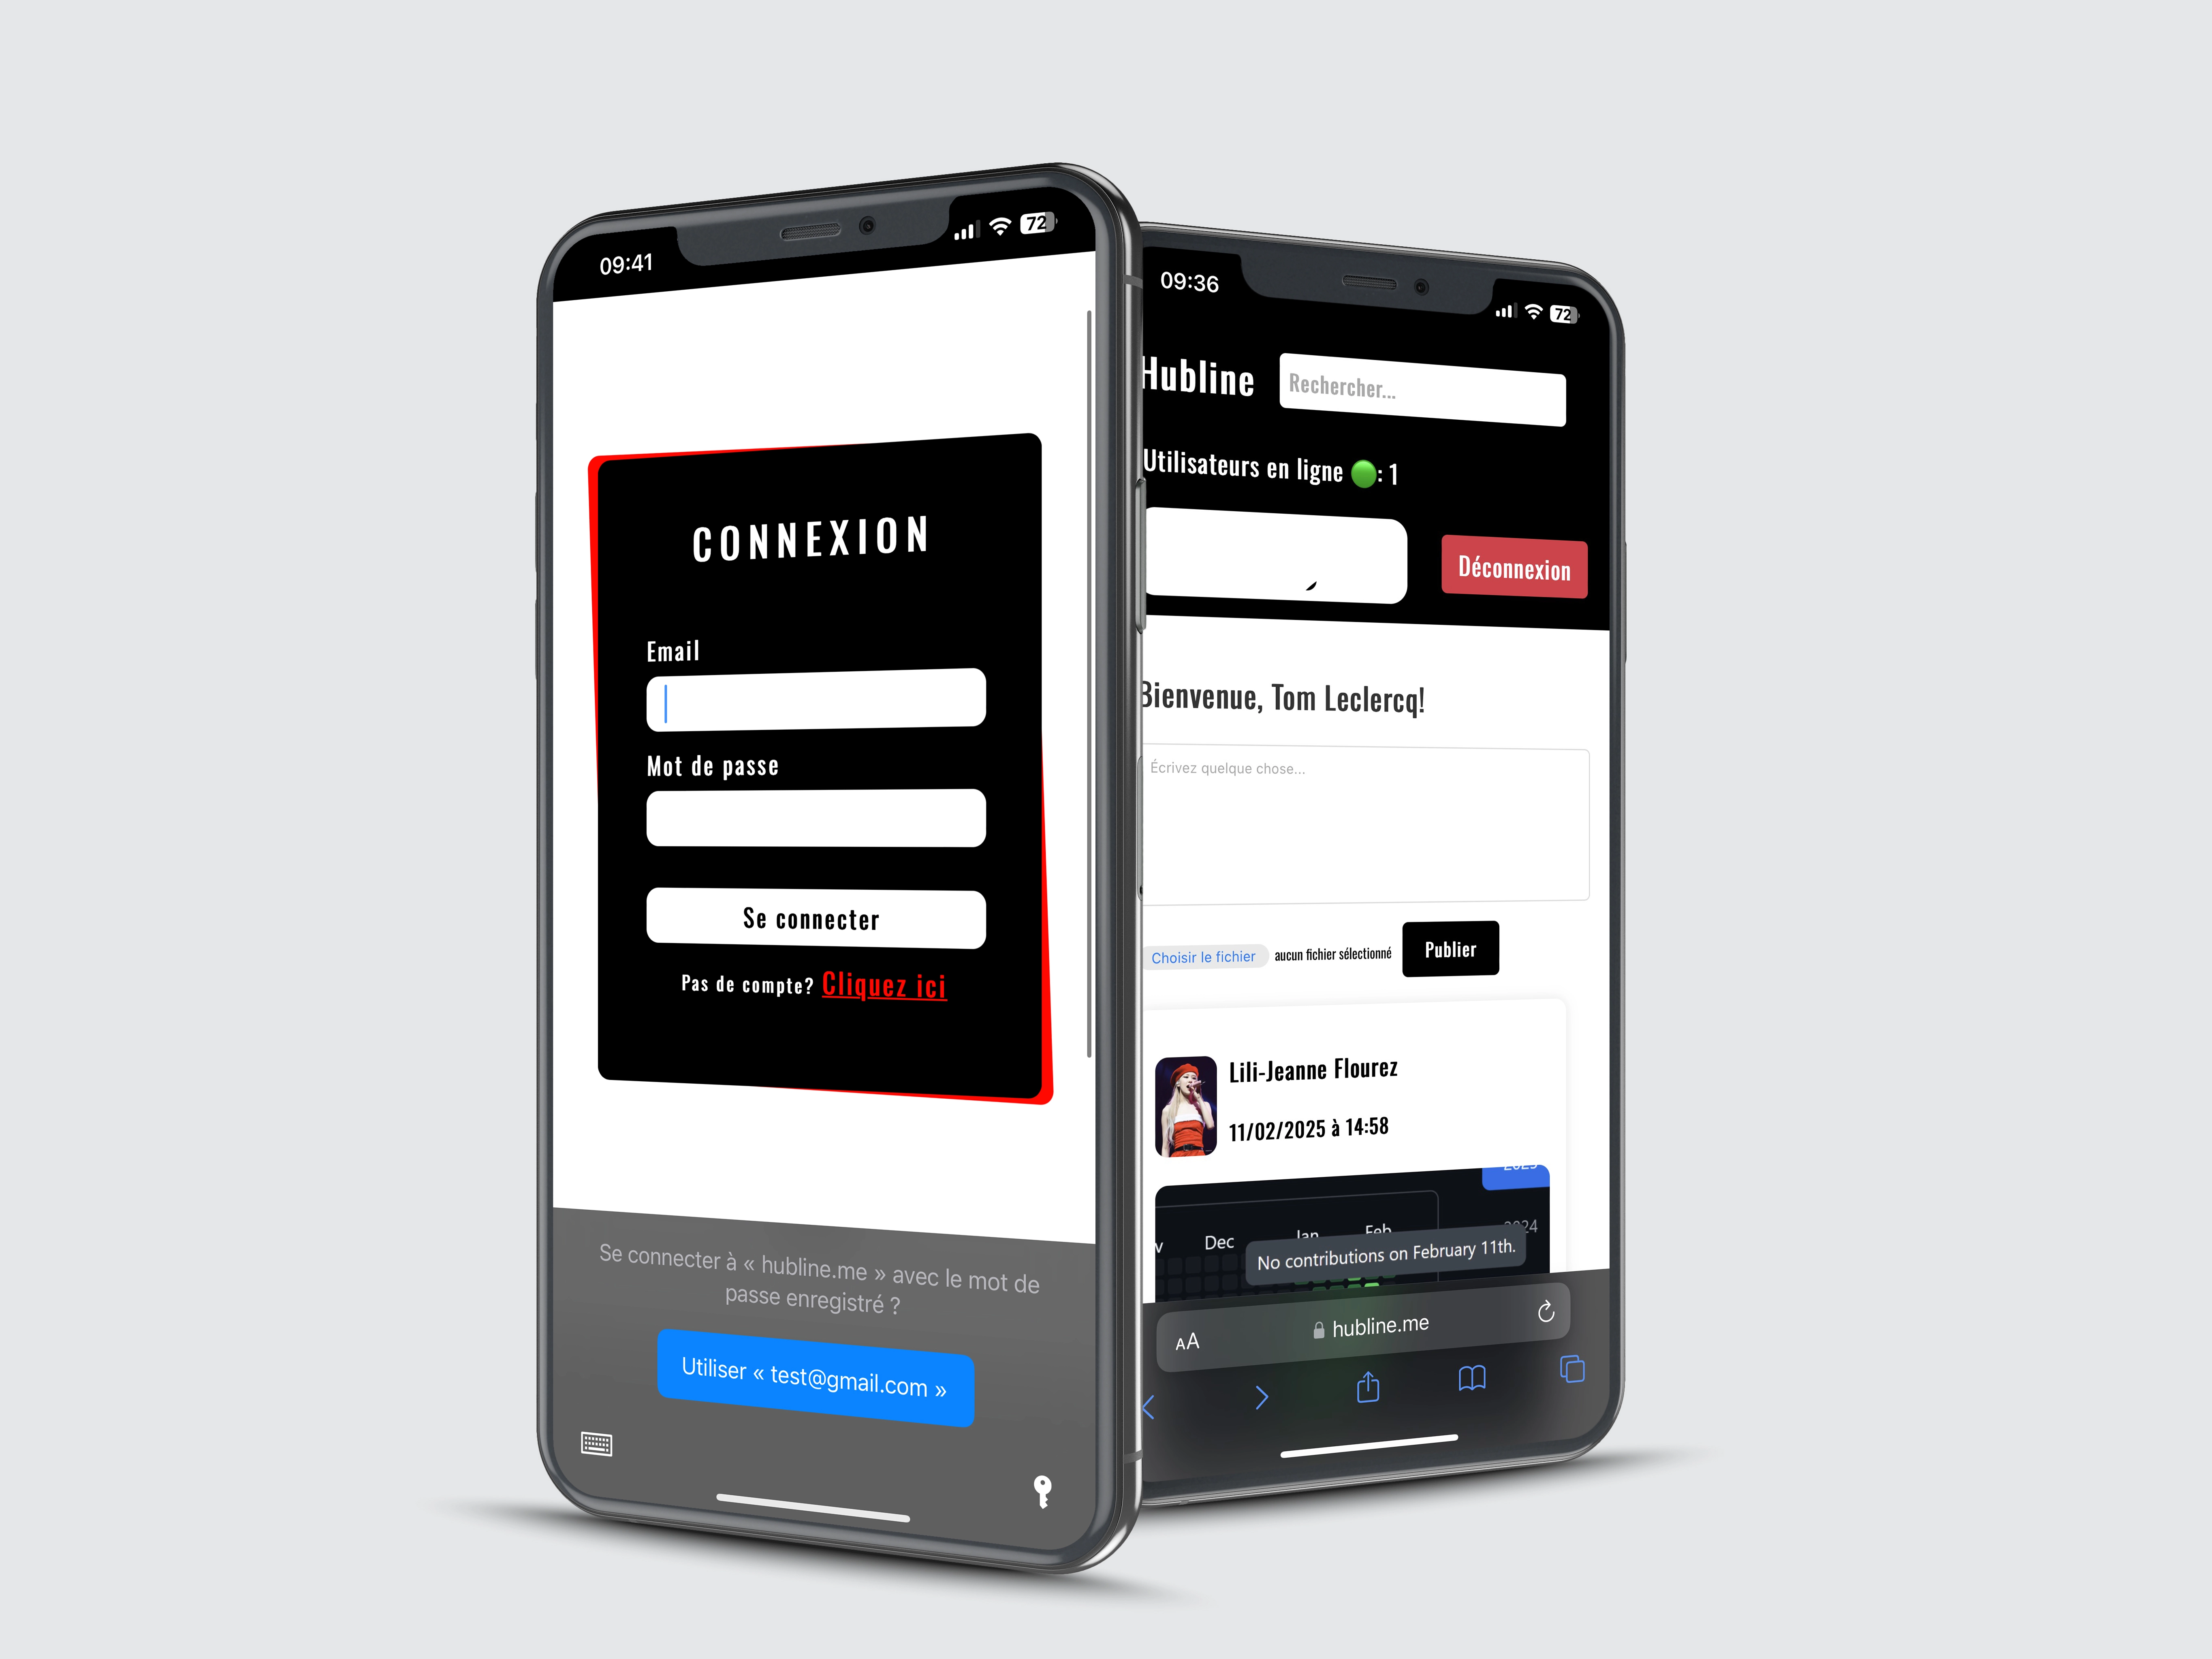 09:41
72
CONNEXION
Email
Mot de passe
Se connecter
Pas de compte? Cliquez ici
Se connecter à « hubline.me » avec le mot de
passe enregistré ?
Utiliser « test@gmail.com »
09:36
72
Hubline
Rechercher...
Utilisateurs en ligne : 1
Déconnexion
Bienvenue, Tom Leclercq!
Écrivez quelque chose...
Choisir le fichier aucun fichier sélectionné
Publier
Lili-Jeanne Flourez
11/02/2025 à 14:58
Dec
Jan
Feb
No contributions on February 11th.
AA
hubline.me